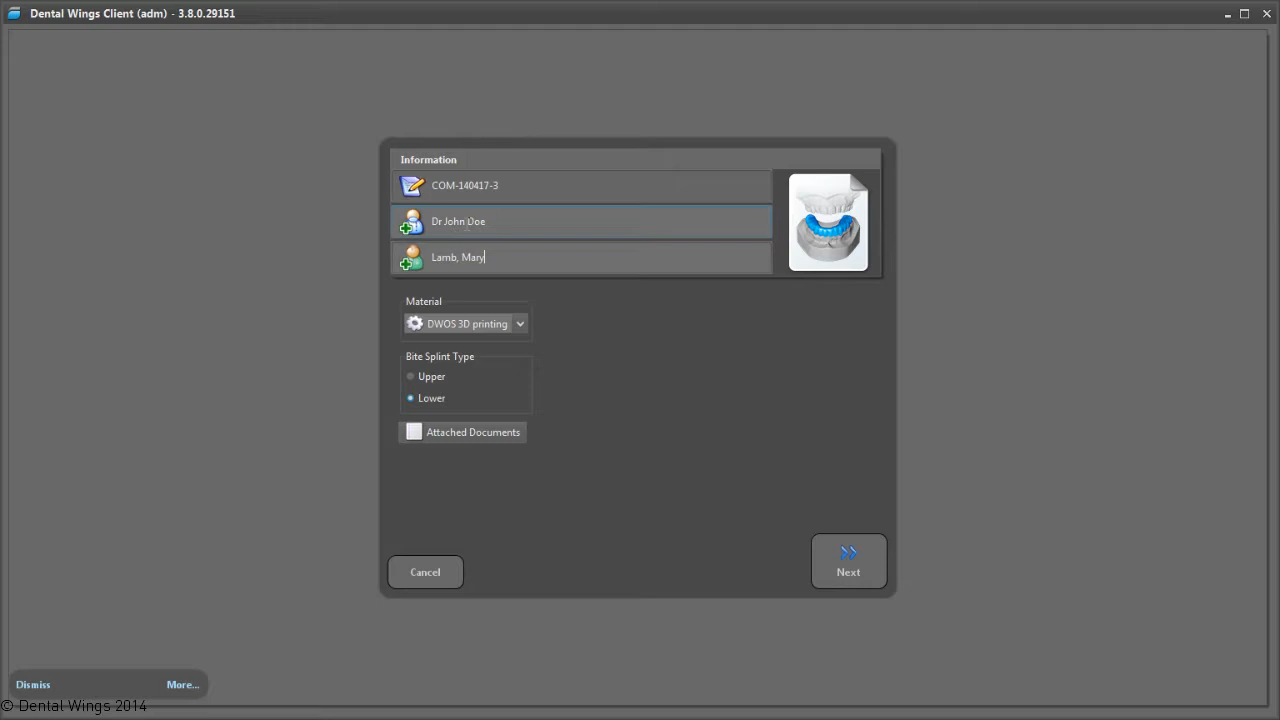 Dental Wings Client (adm) - 3.8.0.29151
Information
COM-140417-3
Dr John Doe
Lamb, Mary
Material
DWOS 3D printing
Bite Splint Type
Upper
Lower
Attached Documents
Cancel
Next
Dismiss More...
© Dental Wings 2014